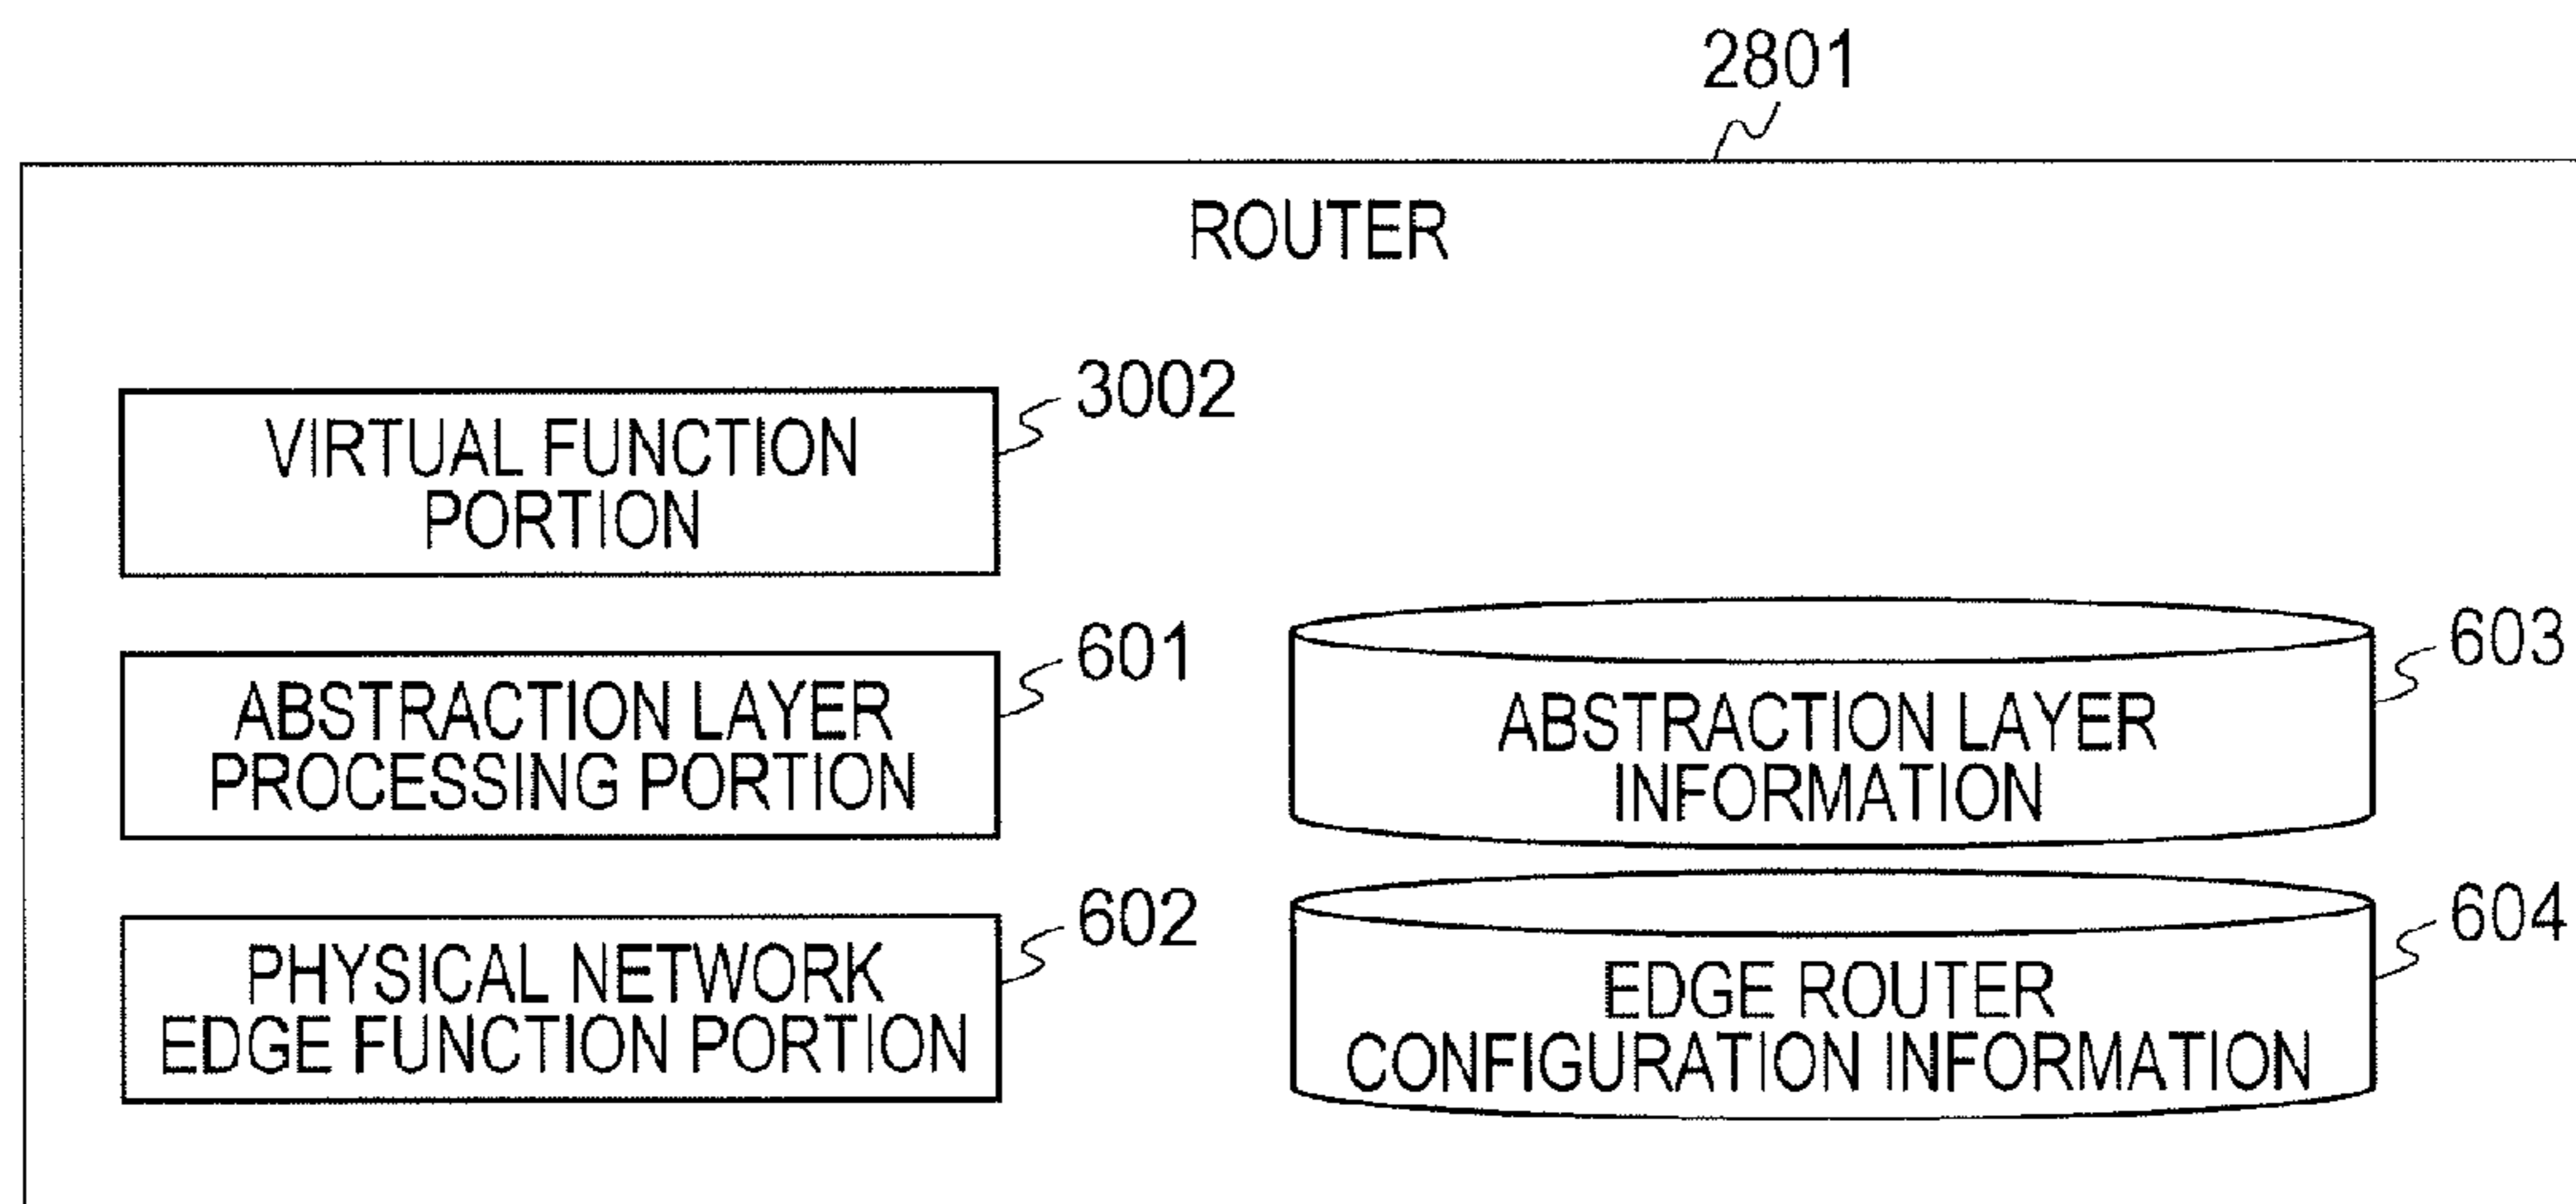 2801
ROUTER
3002
VIRTUAL FUNCTION
PORTION
601
ABSTRACTION LAYER
PROCESSING PORTION
603
ABSTRACTION LAYER
INFORMATION
602
PHYSICAL NETWORK
EDGE FUNCTION PORTION
604
EDGE ROUTER
CONFIGURATION INFORMATION